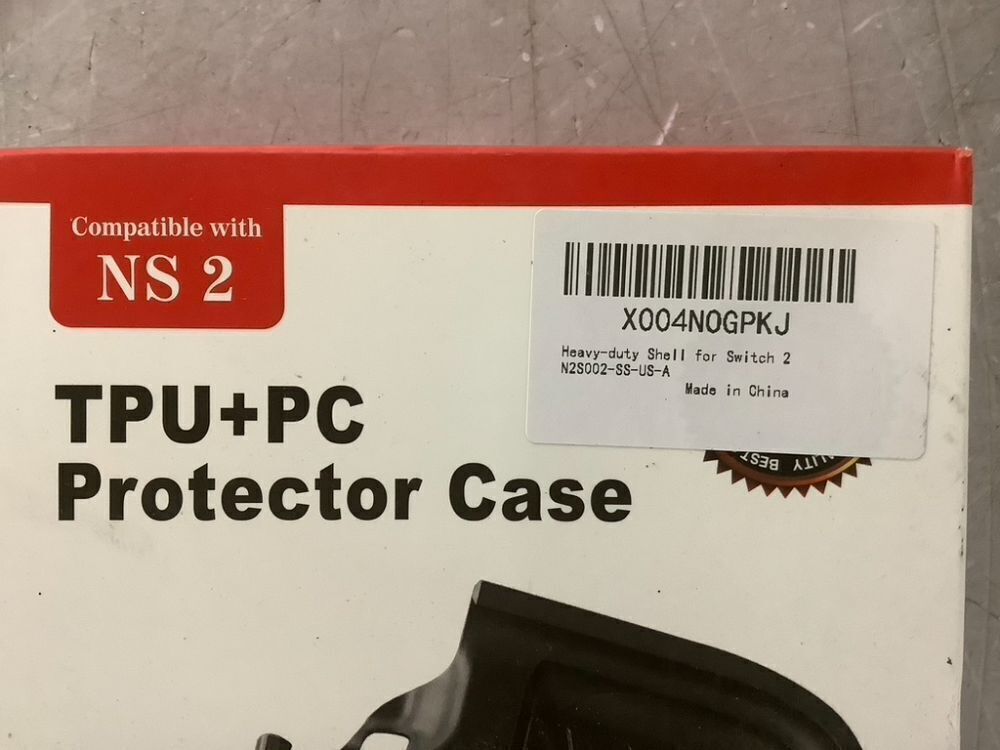 Compatible with
NS 2
X004N0GPKJ
Heavy-duty Shell for Switch 2
N2S002-SS-US-A
Made in China
TPU+PC
Protector Case
BEST